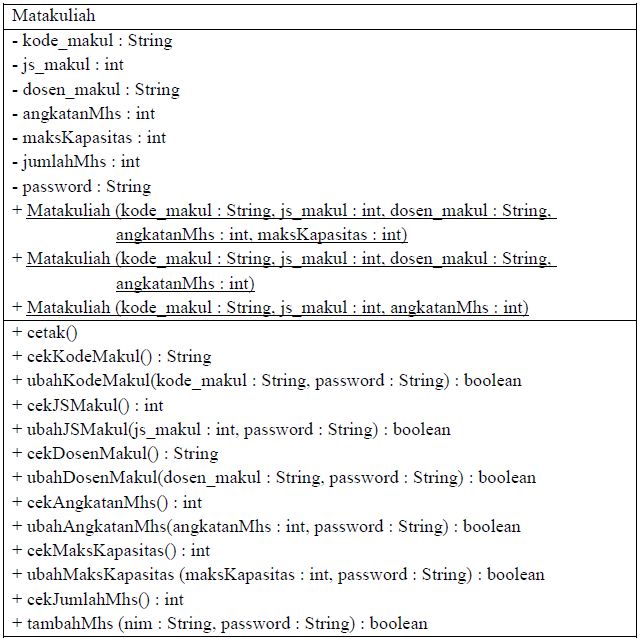 Matakuliah
- kode_makul : String
- js_makul : int
- dosen_makul : String
- angkatanMhs : int
- maksKapasitas : int
- jumlahMhs : int
- password : String
+ Matakuliah (kode_makul : String, js_makul : int, dosen_makul : String,
angkatanMhs : int, maksKapasitas : int)
+ Matakuliah (kode_makul : String, js_makul : int, dosen_makul : String,
angkatanMhs : int)
+ Matakuliah (kode_makul : String, js_makul : int, angkatanMhs : int)
+ cetak()
+ cekKodeMakul() : String
+ ubahKodeMakul(kode_makul : String, password : String) : boolean
+ cekJSMakul() : int
+ ubahJSMakul(js_makul : int, password : String) : boolean
+ cekDosenMakul() : String
+ ubahDosenMakul(dosen_makul : String, password : String) : boolean
+ cekAngkatanMhs() : int
+ ubahAngkatanMhs(angkatanMhs : int, password : String) : boolean
+ cekMaksKapasitas() : int
+ ubahMaksKapasitas (maksKapasitas : int, password : String) : boolean
+ cekJumlahMhs() : int
+ tambahMhs (nim : String, password : String) : boolean